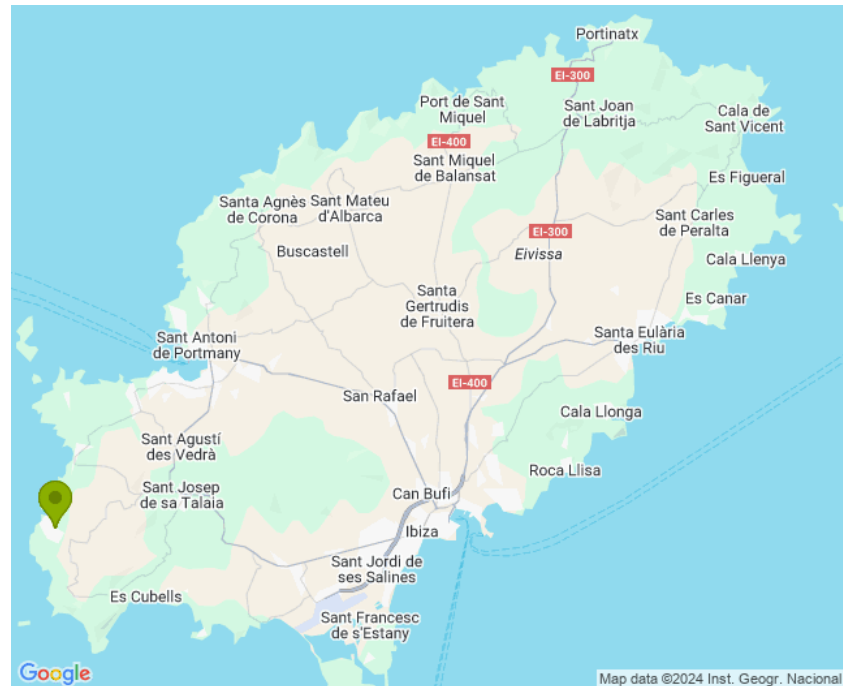 Portinatx
EI-300
Port de Sant
Miquel
Sant Joan
de Labritja
Cala de
Sant Vicent
EI-400
Sant Miquel
de Balansat
Es Figueral
Santa Agnès
de Corona
Sant Mateu
d'Albarca
Sant Carles
de Peralta
EI-300
Buscastell
Eivissa
Cala Llenya
Santa
Gertrudis
de Fruitera
Es Canar
Sant Antoni
de Portmany
Santa Eulària
des Riu
EI-400
San Rafael
Cala Llonga
Sant Agustí
des Vedrà
Roca Llisa
Sant Josep
de sa Talaia
Can Bufi
Ibiza
Sant Jordi de
ses Salines
Es Cubells
Sant Francesc
de s'Estany
Google
Map data ©2024 Inst. Geogr. Nacional